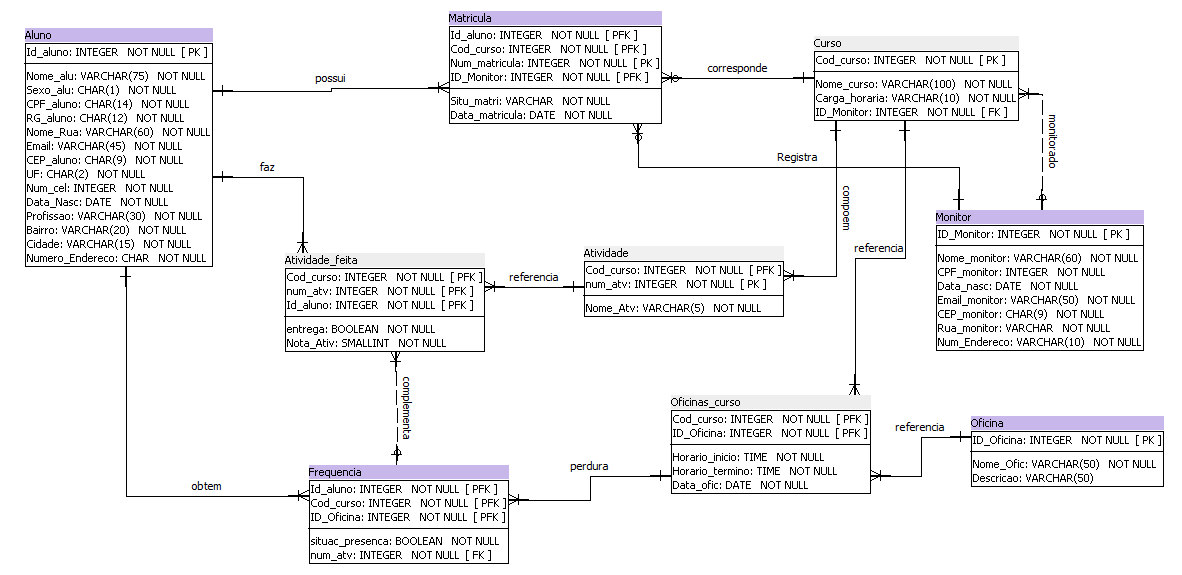 Aluno
Id_aluno: INTEGER NOT NULL [ PK ]
Nome_alu: VARCHAR(75) NOT NULL
Sexo_alu: CHAR(1) NOT NULL
CPF_aluno: CHAR(14) NOT NULL
RG_aluno: CHAR(12) NOT NULL
Nome_Rua: VARCHAR(60) NOT NULL
Email: VARCHAR(45) NOT NULL
CEP_aluno: CHAR(9) NOT NULL
UF: CHAR(2) NOT NULL
Num_cel: INTEGER NOT NULL
Data_Nasc: DATE NOT NULL
Profissao: VARCHAR(30) NOT NULL
Bairro: VARCHAR(20) NOT NULL
Cidade: VARCHAR(15) NOT NULL
Numero_Endereco: CHAR NOT NULL
possui
Matricula
Id_aluno: INTEGER NOT NULL [ PFK ]
Cod_curso: INTEGER NOT NULL [ PFK ]
Num_matricula: INTEGER NOT NULL [ PK ]
ID_Monitor: INTEGER NOT NULL [ PFK ]
Situ_matri: VARCHAR NOT NULL
Data_matricula: DATE NOT NULL
corresponde
Curso
Cod_curso: INTEGER NOT NULL [ PK ]
Nome_curso: VARCHAR(100) NOT NULL
Carga_horaria: VARCHAR(10) NOT NULL
ID_Monitor: INTEGER NOT NULL [ FK ]
monitorado
Registra
faz
compoem
referencia
Monitor
ID_Monitor: INTEGER NOT NULL [ PK ]
Nome_monitor: VARCHAR(60) NOT NULL
CPF_monitor: INTEGER NOT NULL
Data_nasc: DATE NOT NULL
Email_monitor: VARCHAR(50) NOT NULL
CEP_monitor: CHAR(9) NOT NULL
Rua_monitor: VARCHAR NOT NULL
Num_Endereco: VARCHAR(10) NOT NULL
Atividade_feita
Cod_curso: INTEGER NOT NULL [ PFK ]
num_atv: INTEGER NOT NULL [ PFK ]
Id_aluno: INTEGER NOT NULL [ PFK ]
entrega: BOOLEAN NOT NULL
Nota_Ativ: SMALLINT NOT NULL
referencia
Atividade
Cod_curso: INTEGER NOT NULL [ PFK ]
num_atv: INTEGER NOT NULL [ PK ]
Nome_Atv: VARCHAR(5) NOT NULL
complementa
Oficinas_curso
Cod_curso: INTEGER NOT NULL [ PFK ]
ID_Oficina: INTEGER NOT NULL [ PFK ]
Horario_inicio: TIME NOT NULL
Horario_termino: TIME NOT NULL
Data_ofic: DATE NOT NULL
referencia
Oficina
ID_Oficina: INTEGER NOT NULL [ PK ]
Nome_Ofic: VARCHAR(50) NOT NULL
Descricao: VARCHAR(50)
obtem
Frequencia
Id_aluno: INTEGER NOT NULL [ PFK ]
Cod_curso: INTEGER NOT NULL [ PFK ]
ID_Oficina: INTEGER NOT NULL [ PFK ]
situac_presenca: BOOLEAN NOT NULL
num_atv: INTEGER NOT NULL [ FK ]
perdura